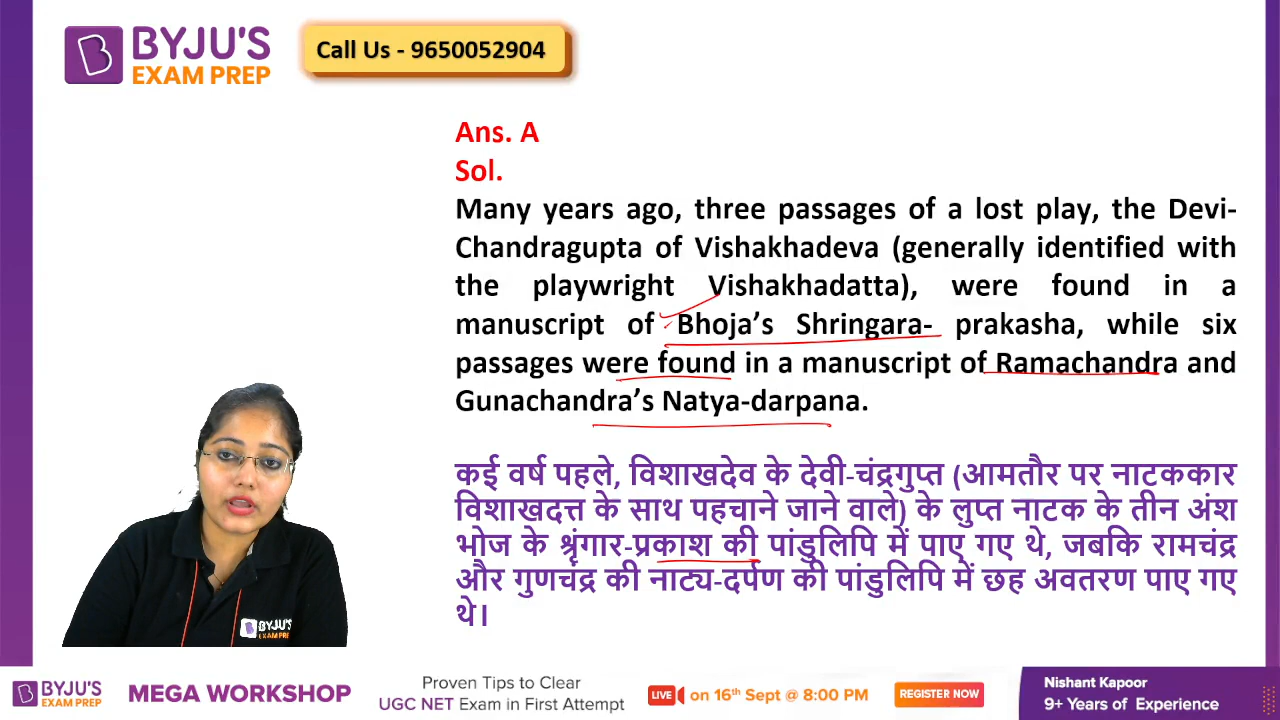 BYJU'S
EXAM PREP
Call Us - 9650052904
Ans. A
Sol.
Many years ago, three passages of a lost play, the Devi-
Chandragupta of Vishakhadeva (generally identified with
the playwright Vishakhadatta), were found in a
manuscript of Bhoja's Shringara- prakasha, while six
passages were found in a manuscript of Ramachandra and
Gunachandra's Natya-darpana.
कई वर्ष पहले, विशाखदेव के देवी-चंद्रगुप्त (आमतौर पर नाटककार
विशाखदत्त के साथ पहचाने जाने वाले) के लुप्त नाटक के तीन अंश
भोज के श्रृंगार-प्रकाश की पांडुलिपि में पाए गए थे, जबकि रामचंद्र
और गुणचंद्र की नाट्य-दर्पण की पांडुलिपि में छह अवतरण पाए गए
थे।
BYJU'S
EXAM PREP
BYJU'S
EXAM PREP
MEGA WORKSHOP
Proven Tips to Clear
UGC NET Exam in First Attempt
LIVE on 16th Sept @ 8:00 PM
REGISTER NOW
Nishant Kapoor
9+ Years of Experience